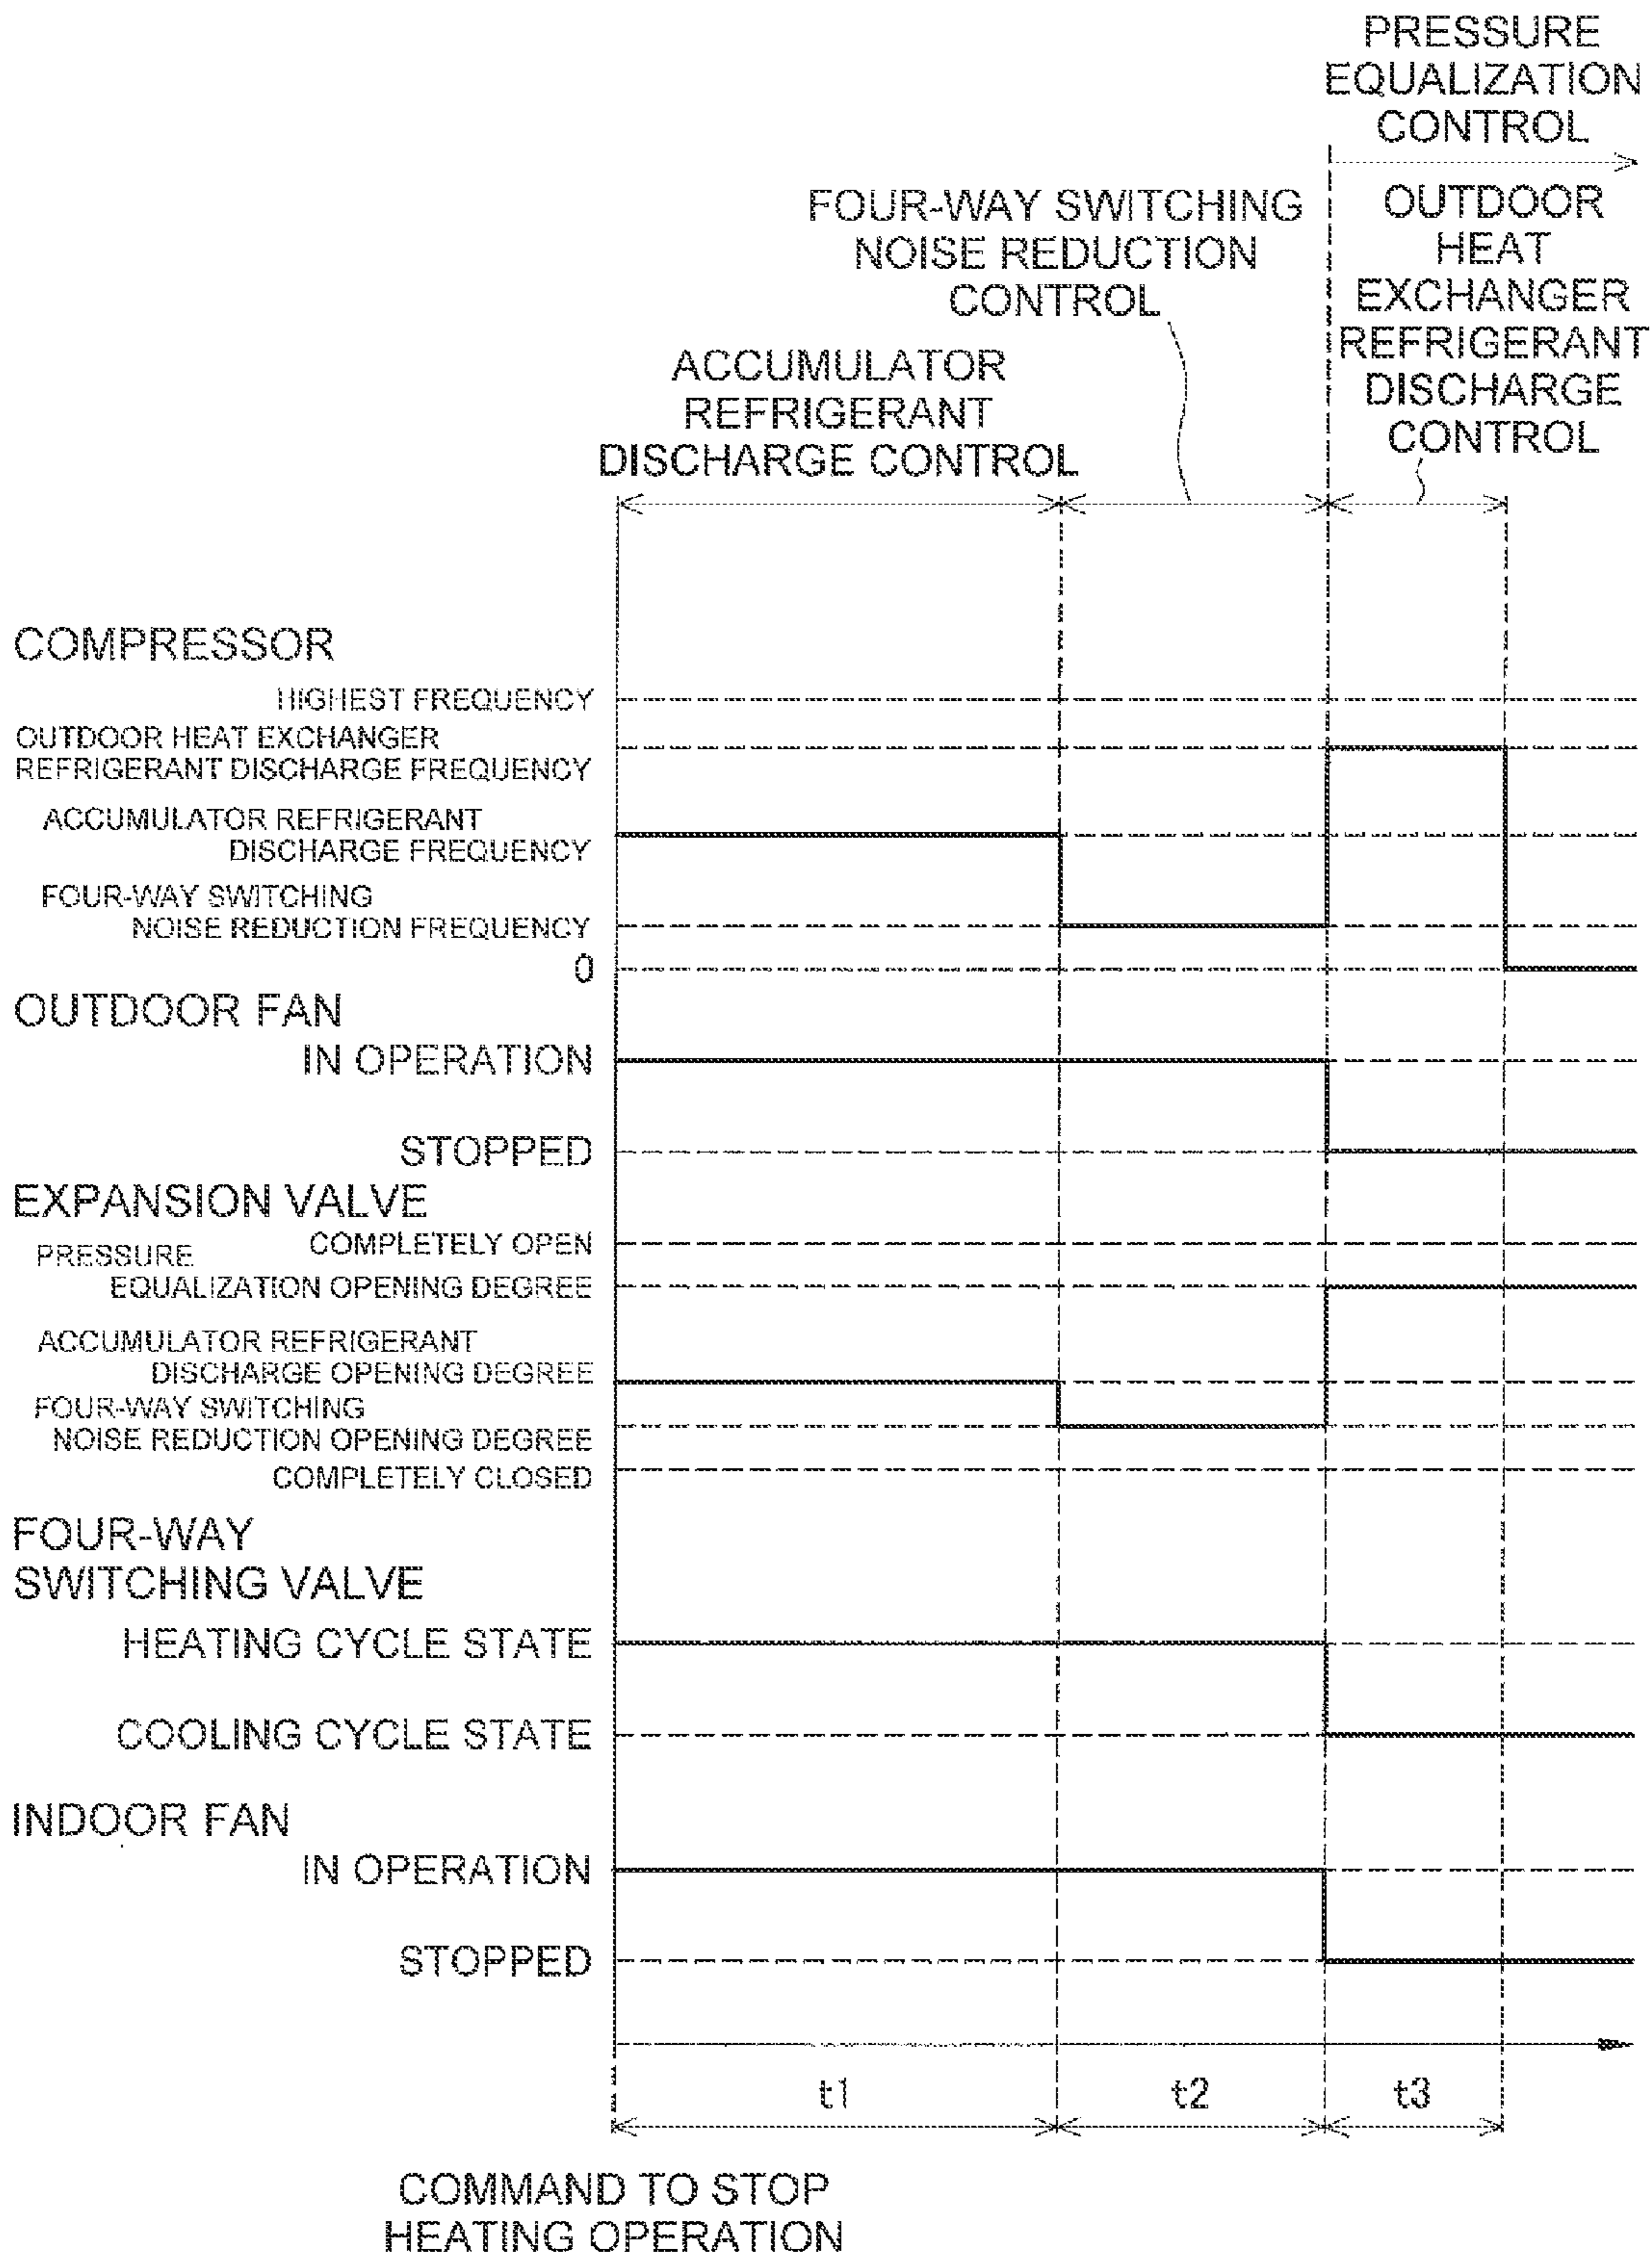 PRESSURE
EQUALIZATION
CONTROL
FOUR-WAY SWITCHING
NOISE REDUCTION
CONTROL
OUTDOOR
HEAT
EXCHANGER
REFRIGERANT
DISCHARGE
CONTROL
ACCUMULATOR
REFRIGERANT
DISCHARGE CONTROL
COMPRESSOR
HIGHEST FREQUENCY
OUTDOOR HEAT EXCHANGER
REFRIGERANT DISCHARGE FREQUENCY
ACCUMULATOR REFRIGERANT
DISCHARGE FREQUENCY
FOUR-WAY SWITCHING
NOISE REDUCTION FREQUENCY
0
OUTDOOR FAN
IN OPERATION
STOPPED
EXPANSION VALVE
COMPLETELY OPEN
PRESSURE
EQUALIZATION OPENING DEGREE
ACCUMULATOR REFRIGERANT
DISCHARGE OPENING DEGREE
FOUR-WAY SWITCHING
NOISE REDUCTION OPENING DEGREE
COMPLETELY CLOSED
FOUR-WAY
SWITCHING VALVE
HEATING CYCLE STATE
COOLING CYCLE STATE
INDOOR FAN
IN OPERATION
STOPPED
t1 t2 t3
COMMAND TO STOP
HEATING OPERATION